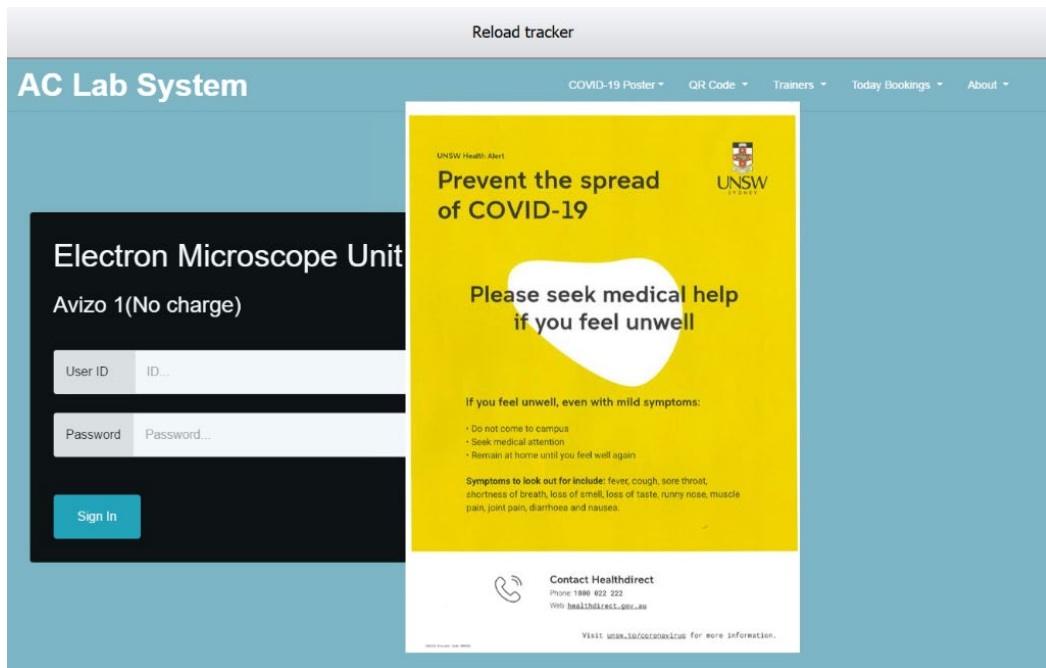 Reload tracker
AC Lab System
COVID-19 Poster
QR Code
Trainers
Today Bookings
About
Electron Microscope Unit
Avizo 1(No charge)
User ID
ID...
Password
Password...
Sign In
UNSW Health Alert
UNSW
SYDNEY
Prevent the spread
of COVID-19
Please seek medical help
if you feel unwell
If you feel unwell, even with mild symptoms:
• Do not come to campus
• Seek medical attention
• Remain at home until you feel well again
Symptoms to look out for include: fever, cough, sore throat,
shortness of breath, loss of smell, loss of taste, runny nose, muscle
pain, joint pain, diarrhoea and nausea.
Contact Healthdirect
Phone 1800 022 222
Web healthdirect.gov.au
Visit unsw.to/coronavirus for more information.